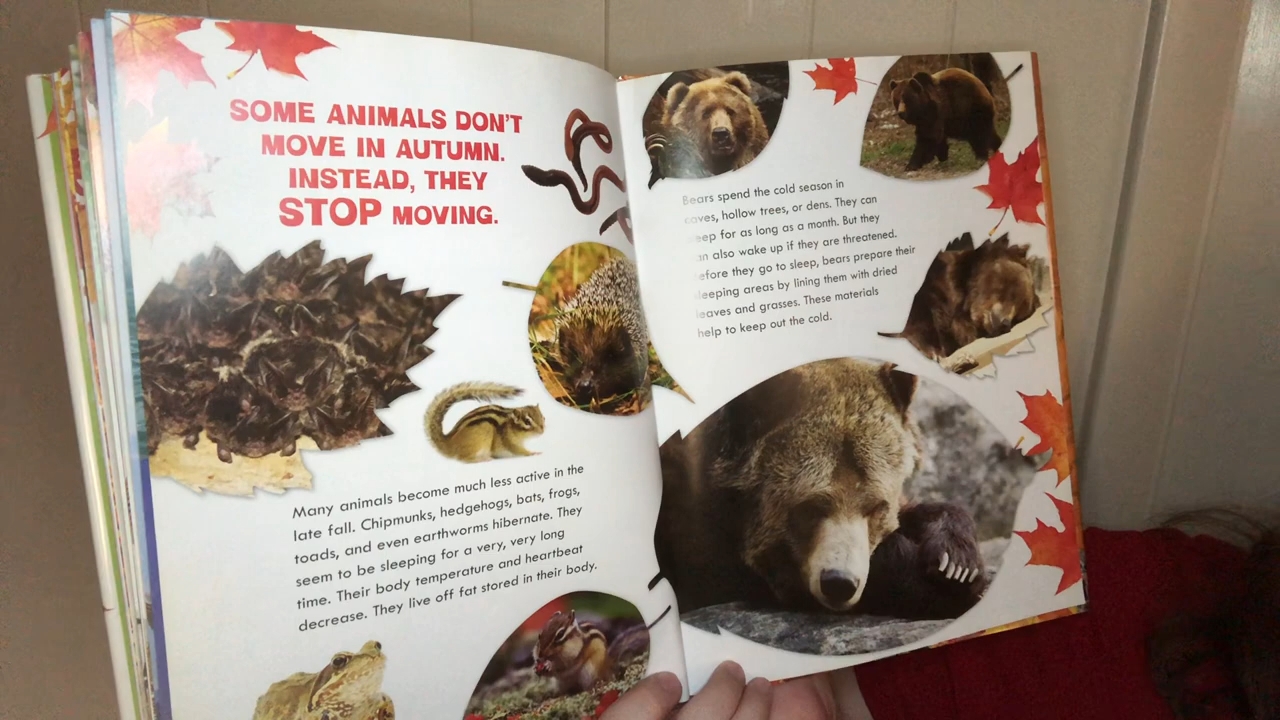 SOME ANIMALS DON'T
MOVE IN AUTUMN.
INSTEAD, THEY
STOP MOVING.
Many animals become much less active in the
late fall. Chipmunks, hedgehogs, bats, frogs,
toads, and even earthworms hibernate. They
seem to be sleeping for a very, very long
time. Their body temperature and heartbeat
decrease. They live off fat stored in their body.
Bears spend the cold season in
caves, hollow trees, or dens. They can
sleep for as long as a month. But they
can also wake up if they are threatened.
Before they go to sleep, bears prepare their
sleeping areas by lining them with dried
leaves and grasses. These materials
help to keep out the cold.